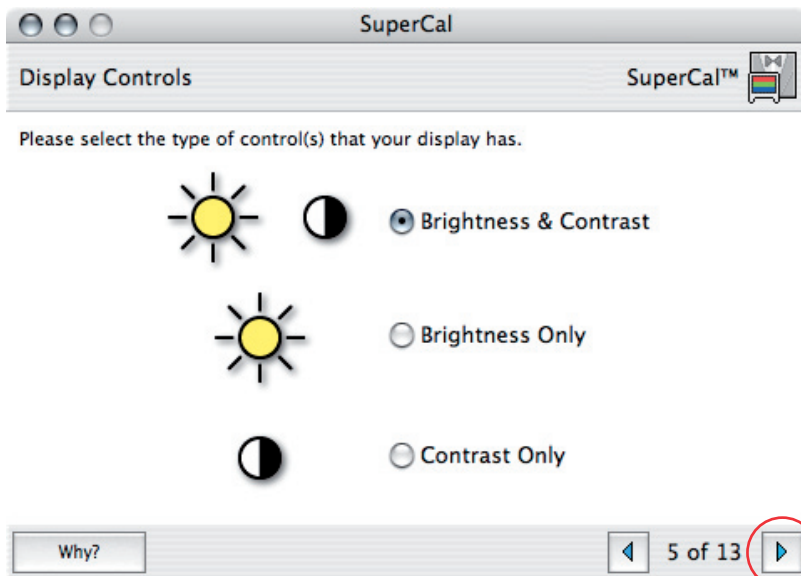 SuperCal
Display Controls SuperCal™
Please select the type of control(s) that your display has.
Brightness & Contrast
Brightness Only
Contrast Only
Why? 5 of 13